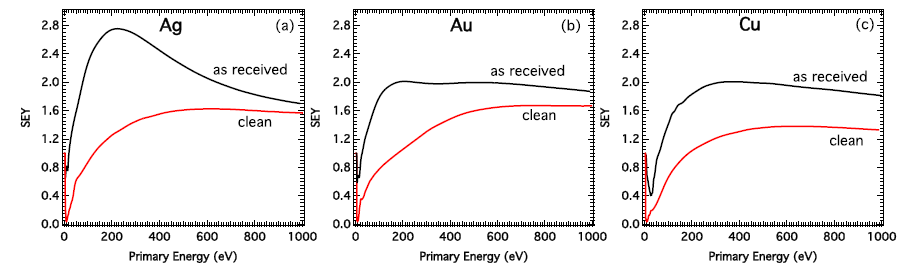 Ag (a)
2.8
2.4
2.0
1.6
1.2
0.8
0.4
0.0
SEY
as received
clean
0 200 400 600 800 1000
Primary Energy (eV)
Au (b)
2.8
2.4
2.0
1.6
1.2
0.8
0.4
0.0
SEY
as received
clean
0 200 400 600 800 1000
Primary Energy (eV)
Cu (c)
2.8
2.4
2.0
1.6
1.2
0.8
0.4
0.0
SEY
as received
clean
0 200 400 600 800 1000
Primary Energy (eV)